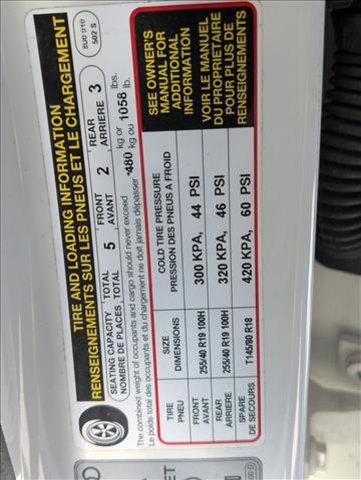 TIRE AND LOADING INFORMATION
RENSEIGNEMENTS SUR LES PNEUS ET LE CHARGEMENT
8U0 010
502 S
SEATING CAPACITY TOTAL 5 FRONT 2 REAR 3
NOMBRE DE PLACES TOTAL AVANT ARRIERE
The combined weight of occupants and cargo should never exceed 480 kg or 1058 lbs.
Le poids total des occupants et du chargement ne doit jamais dépasser kg ou lb.
TIRE SIZE COLD TIRE PRESSURE
PNEU DIMENSIONS PRESSION DES PNEUS A FROID
FRONT 255/40 R19 100H 300 KPA, 44 PSI
AVANT
REAR 255/40 R19 100H 320 KPA, 46 PSI
ARRIERE
SPARE T145/80 R18 420 KPA, 60 PSI
DE SECOURS
SEE OWNER'S
MANUAL FOR
ADDITIONAL
INFORMATION
VOIR LE MANUEL
DU PROPRIETAIRE
POUR PLUS DE
RENSEIGNEMENTS